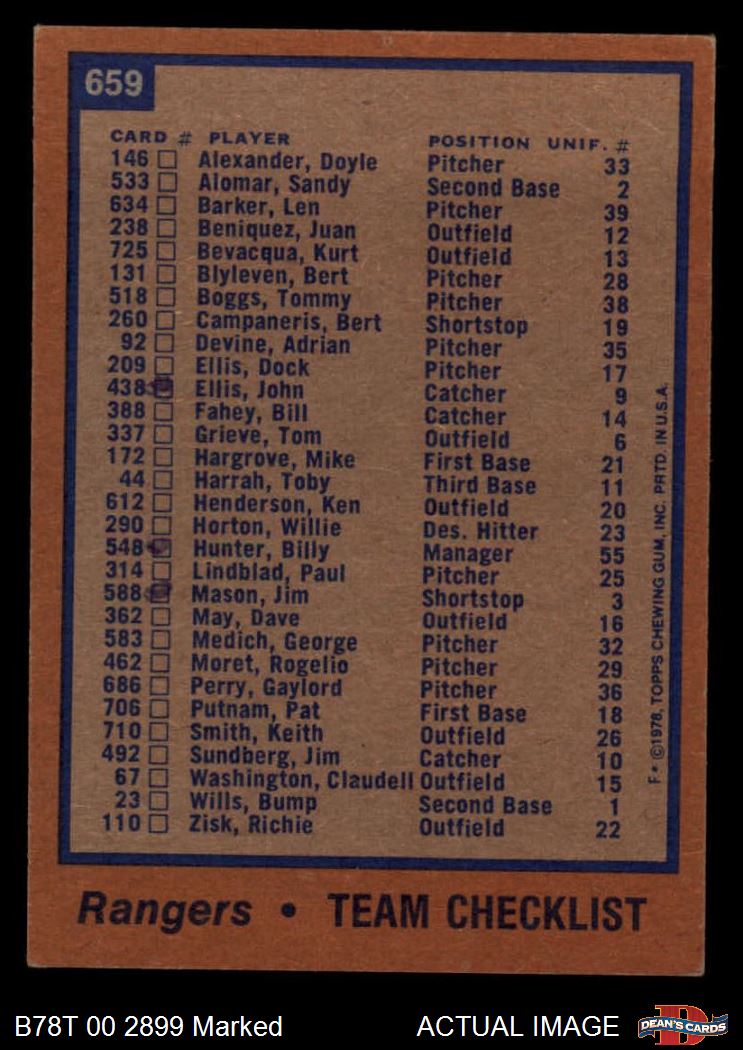 659
CARD # PLAYER POSITION UNIF. #
146 Alexander, Doyle Pitcher 33
533 Alomar, Sandy Second Base 2
634 Barker, Len Pitcher 39
238 Beniquez, Juan Outfield 12
725 Bevacqua, Kurt Outfield 13
131 Blyleven, Bert Pitcher 28
518 Boggs, Tommy Pitcher 38
260 Campaneris, Bert Shortstop 19
92 Devine, Adrian Pitcher 35
209 Ellis, Dock Pitcher 17
438 Ellis, John Catcher 9
388 Fahey, Bill Catcher 14
337 Grieve, Tom Outfield 6
172 Hargrove, Mike First Base 21
44 Harrah, Toby Third Base 11
612 Henderson, Ken Outfield 20
290 Horton, Willie Des. Hitter 23
548 Hunter, Billy Manager 55
314 Lindblad, Paul Pitcher 25
588 Mason, Jim Shortstop 3
362 May, Dave Outfield 16
583 Medich, George Pitcher 32
462 Moret, Rogelio Pitcher 29
686 Perry, Gaylord Pitcher 36
706 Putnam, Pat First Base 18
710 Smith, Keith Outfield 26
492 Sundberg, Jim Catcher 10
67 Washington, Claudell Outfield 15
23 Wills, Bump Second Base 1
110 Zisk, Richie Outfield 22
F* ©1978, TOPPS CHEWING GUM, INC. PRTD. IN U.S.A.
Rangers • TEAM CHECKLIST
B78T 00 2899 Marked ACTUAL IMAGE
DEAN'S CARDS